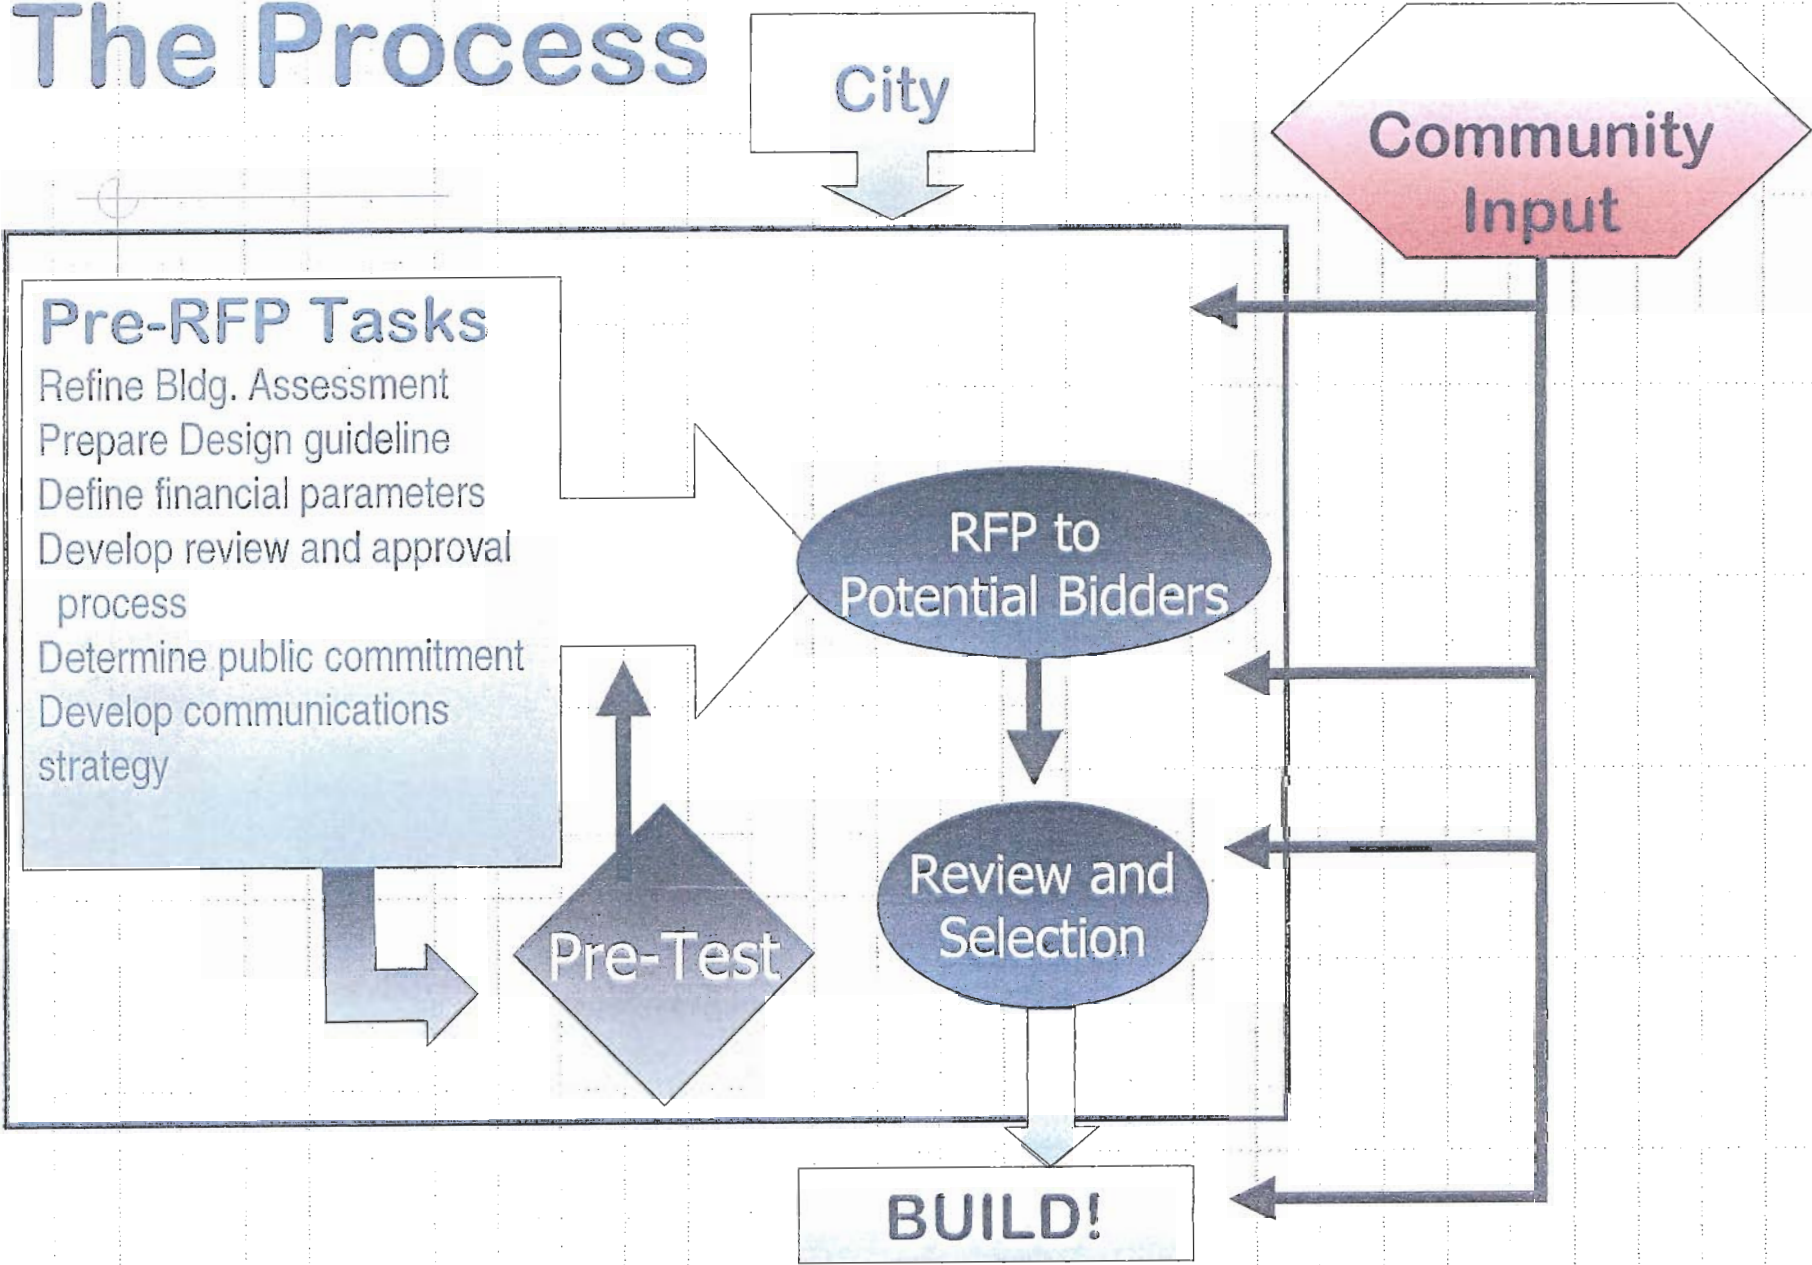 The Process
City
Community
Input
Pre-RFP Tasks
Refine Bldg. Assessment
Prepare Design guideline
Define financial parameters
Develop review and approval
process
Determine public commitment
Develop communications
strategy
RFP to
Potential Bidders
Pre-Test
Review and
Selection
BUILD!